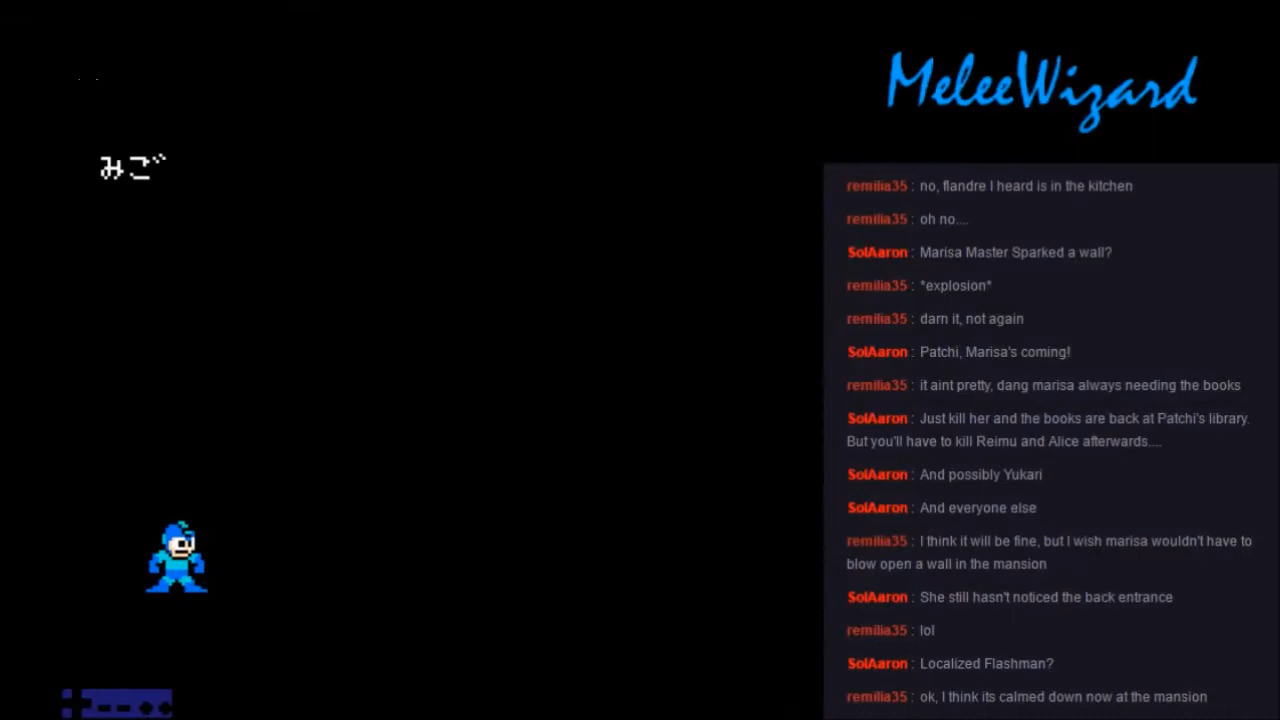 MeleeWizard
みご
remilia35 : no, flandre I heard is in the kitchen
remilia35 : oh no....
SolAaron : Marisa Master Sparked a wall?
remilia35 : *explosion*
remilia35 : darn it, not again
SolAaron : Patchi, Marisa's coming!
remilia35 : it aint pretty, dang marisa always needing the books
SolAaron : Just kill her and the books are back at Patchi's library.
But you'll have to kill Reimu and Alice afterwards....
SolAaron : And possibly Yukari
SolAaron : And everyone else
remilia35 : I think it will be fine, but I wish marisa wouldn't have to
blow open a wall in the mansion
SolAaron : She still hasn't noticed the back entrance
remilia35 : lol
SolAaron : Localized Flashman?
remilia35 : ok, I think its calmed down now at the mansion